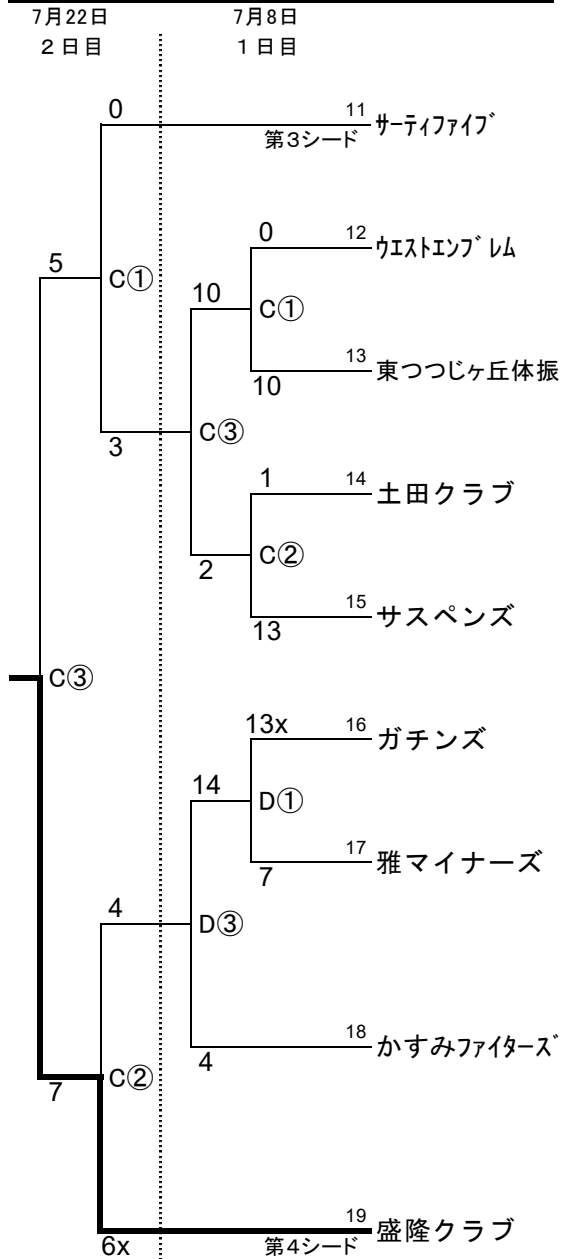 7月22日 7月8日
２日目 １日目
0 11 サーティファイブ
第３シード
0 12 ウエストエンブレム
5 C① 10 C①
13 東つつじヶ丘体振
10
3 C③
1 14 土田クラブ
2 C②
15 サスペンズ
13
C③
13x 16 ガチンズ
14 D①
17 雅マイナーズ
7
4 D③
18 かすみファイターズ
4
7 C②
19 盛隆クラブ
6x 第４シード